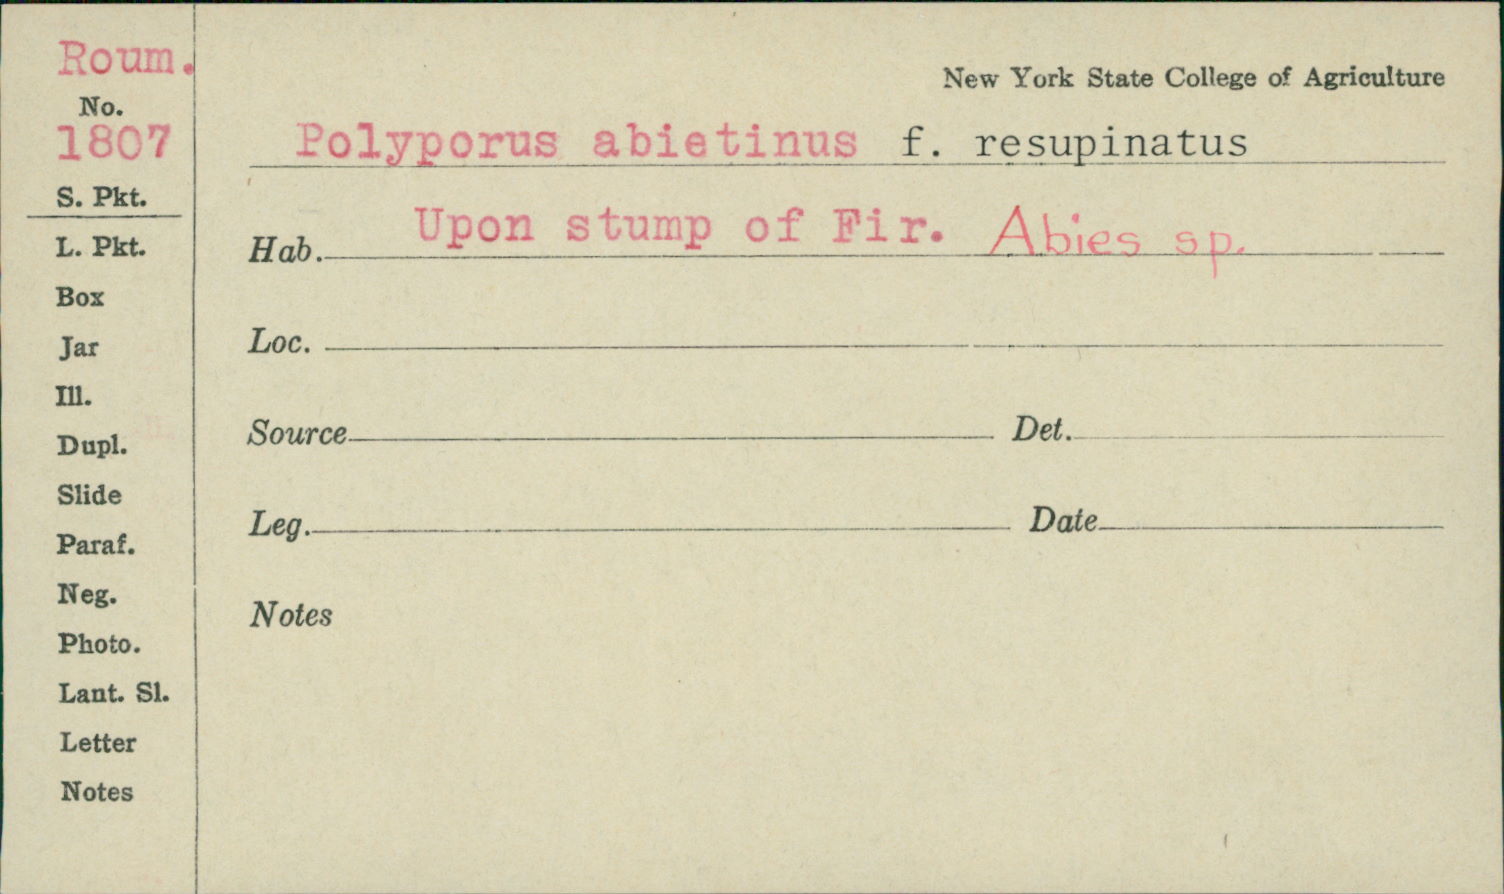 Roum.
No.
1807
S. Pkt.
L. Pkt.
Box
Jar
Ill.
Dupl.
Slide
Paraf.
Neg.
Photo.
Lant. Sl.
Letter
Notes
New York State College of Agriculture
Polyporus abietinus f. resupinatus
Hab. Upon stump of Fir. Abies sp.
Loc.
Source Det.
Leg. Date
Notes